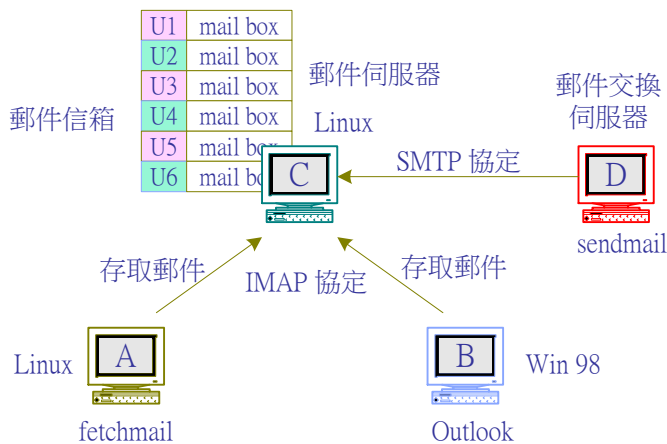 U1 mail box
U2 mail box
U3 mail box
U4 mail box
U5 mail box
U6 mail box
郵件信箱
郵件伺服器
Linux
C
郵件交換
伺服器
SMTP 協定
D
sendmail
存取郵件
IMAP 協定
存取郵件
Linux
A
fetchmail
B
Win 98
Outlook